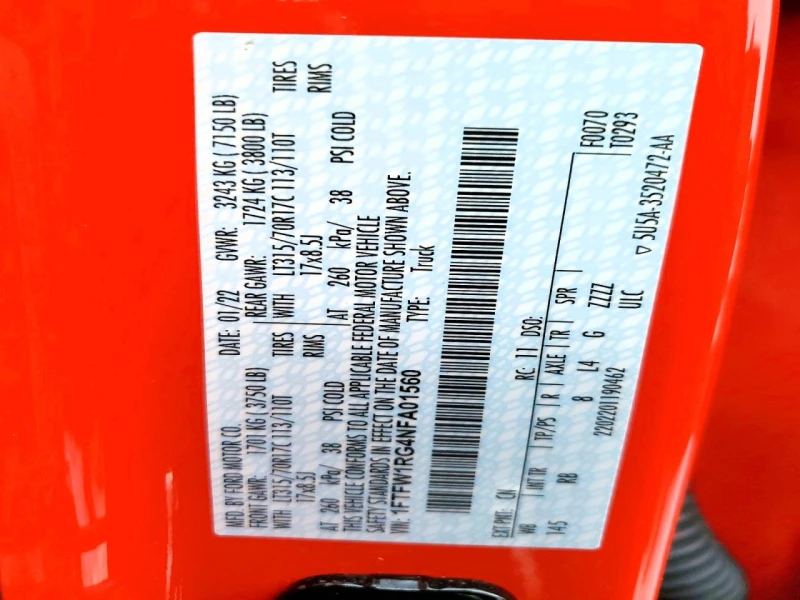 MFD. BY FORD MOTOR CO.
DATE: 01/22 GVWR: 3243 KG ( 7150 LB)
FRONT GAWR: 1701 KG ( 3750 LB) REAR GAWR: 1724 KG ( 3800 LB)
WITH LT315/70R17C 113/110T TIRES WITH LT315/70R17C 113/110T TIRES
17x8.5J RIMS 17x8.5J RIMS
AT 260 kPa/ 38 PSI COLD AT 260 kPa/ 38 PSI COLD
THIS VEHICLE CONFORMS TO ALL APPLICABLE FEDERAL MOTOR VEHICLE
SAFETY STANDARDS IN EFFECT ON THE DATE OF MANUFACTURE SHOWN ABOVE.
VIN: 1FTFW1RG4NFA01560 TYPE: Truck
EXT PNT: CN RC: 11 DSO: F0070
WB INT TR TP/PS R AXLE TR SPR T0293
145 RB 8 L4 G ZZZZ
2202201190462 ULC
▽ 5U5A-3520472-AA